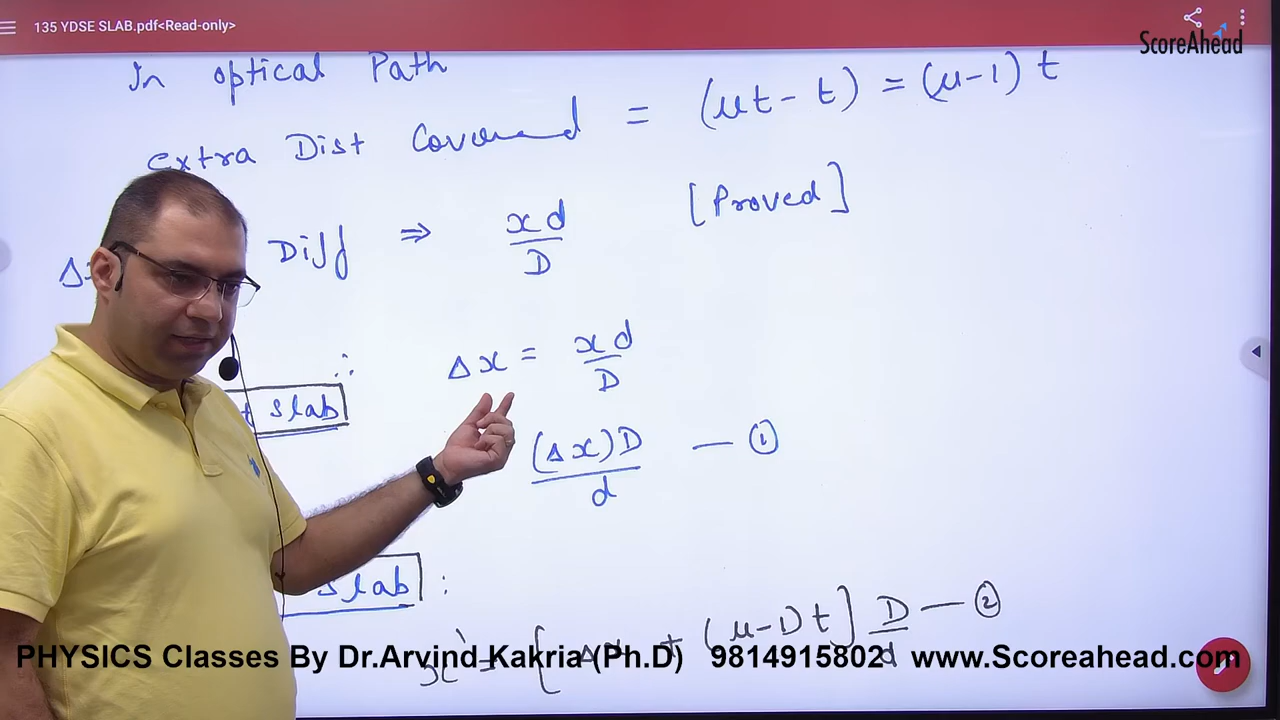 135 YDSE SLAB.pdf<Read-only>
ScoreAhead
In optical Path
extra Dist Covered = (μt - t) = (μ-1) t
Diff ⇒ xd/D [Proved]
∴ Δx = xd/D
Slab
(Δx)D/d — ①
Slab :
x' = [Δx + (μ-1)t] D/d — ②
PHYSICS Classes By Dr.Arvind Kakria (Ph.D) 9814915802 www.Scoreahead.com